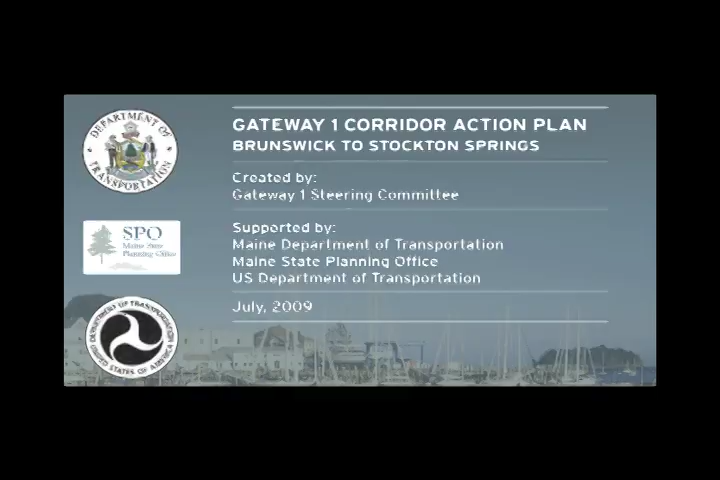 GATEWAY 1 CORRIDOR ACTION PLAN
BRUNSWICK TO STOCKTON SPRINGS
Created by:
Gateway 1 Steering Committee
Supported by:
Maine Department of Transportation
Maine State Planning Office
US Department of Transportation
July, 2009
DEPARTMENT OF TRANSPORTATION
SPO
Maine State
Planning Office
DEPARTMENT OF TRANSPORTATION
UNITED STATES OF AMERICA